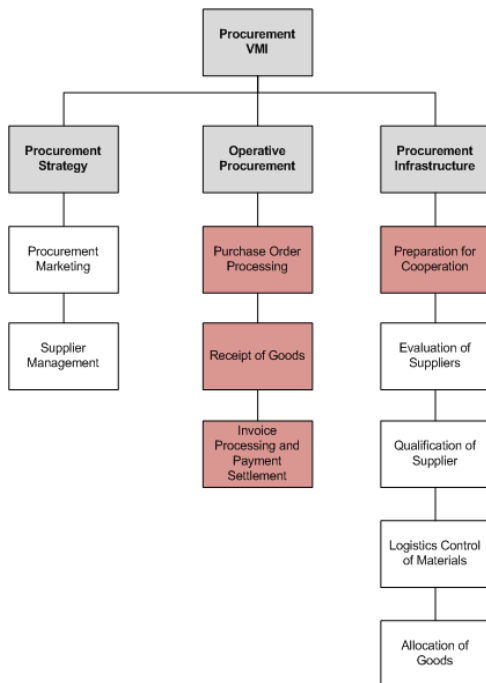 Procurement
VMI
Procurement
Strategy
Operative
Procurement
Procurement
Infrastructure
Procurement
Marketing
Purchase Order
Processing
Preparation for
Cooperation
Supplier
Management
Receipt of Goods
Evaluation of
Suppliers
Invoice
Processing and
Payment
Settlement
Qualification of
Supplier
Logistics Control
of Materials
Allocation of
Goods